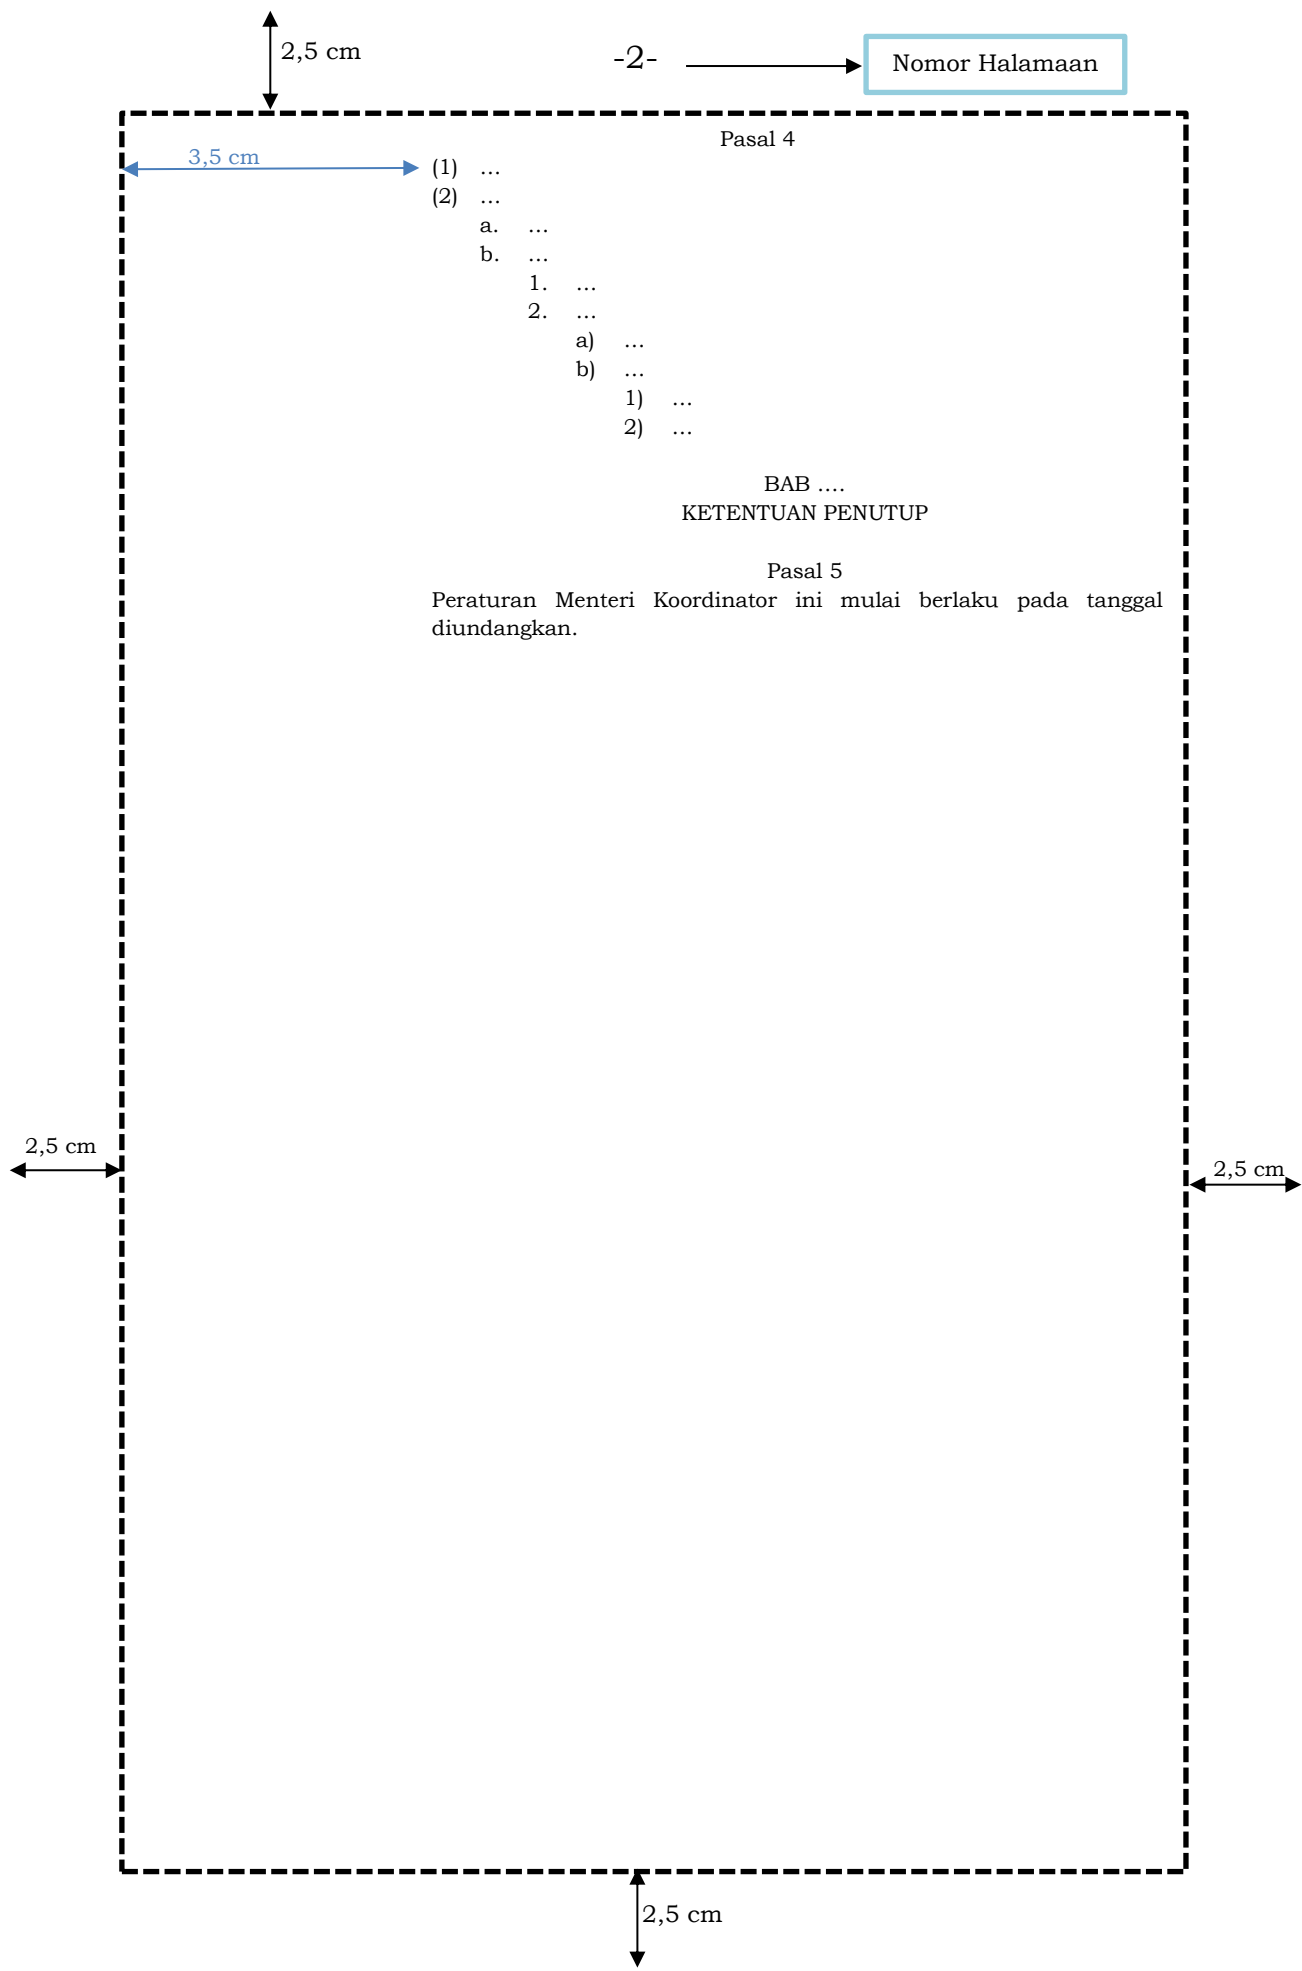 2,5 cm
-2-
Nomor Halamaan
Pasal 4
3,5 cm
(1) ...
(2) ...
a. ...
b. ...
1. ...
2. ...
a) ...
b) ...
1) ...
2) ...
BAB ....
KETENTUAN PENUTUP
Pasal 5
Peraturan Menteri Koordinator ini mulai berlaku pada tanggal
diundangkan.
2,5 cm
2,5 cm
2,5 cm